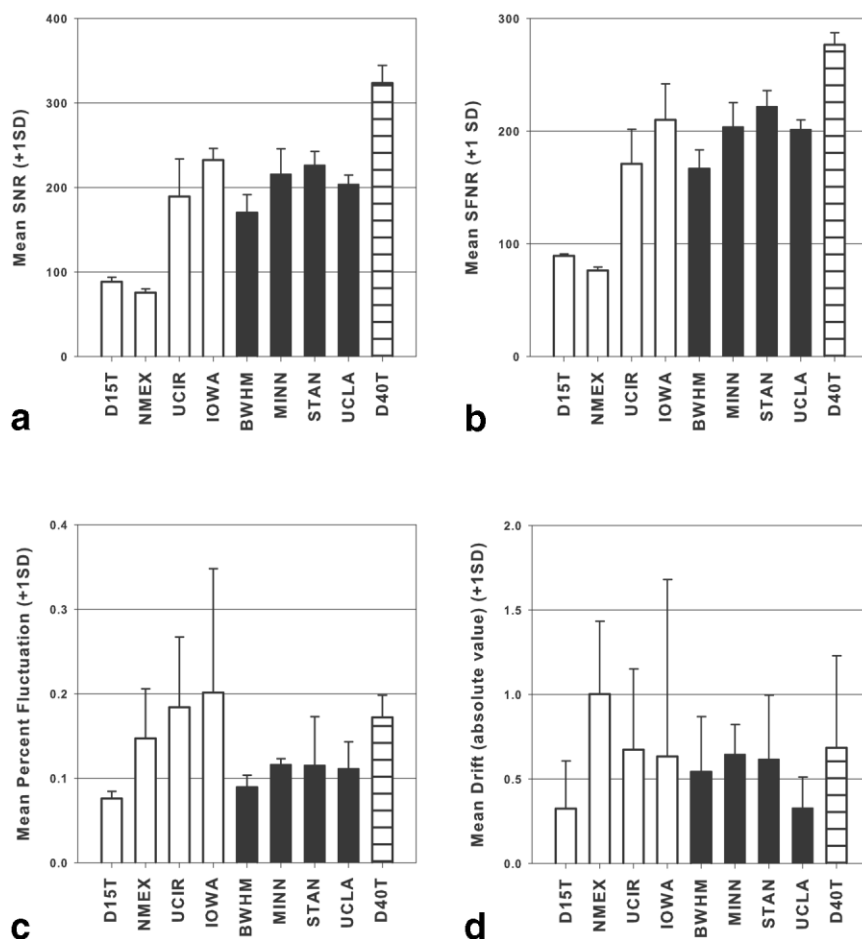 400
300
200
100
0
Mean SNR (+1SD)
D15T
NMEX
UCIR
IOWA
BWHM
MINN
STAN
UCLA
D40T
a
300
200
100
0
Mean SFNR (+1 SD)
D15T
NMEX
UCIR
IOWA
BWHM
MINN
STAN
UCLA
D40T
b
0.4
0.3
0.2
0.1
0.0
Mean Percent Fluctuation (+1SD)
D15T
NMEX
UCIR
IOWA
BWHM
MINN
STAN
UCLA
D40T
c
2.0
1.5
1.0
0.5
0.0
Mean Drift (absolute value) (+1SD)
D15T
NMEX
UCIR
IOWA
BWHM
MINN
STAN
UCLA
D40T
d